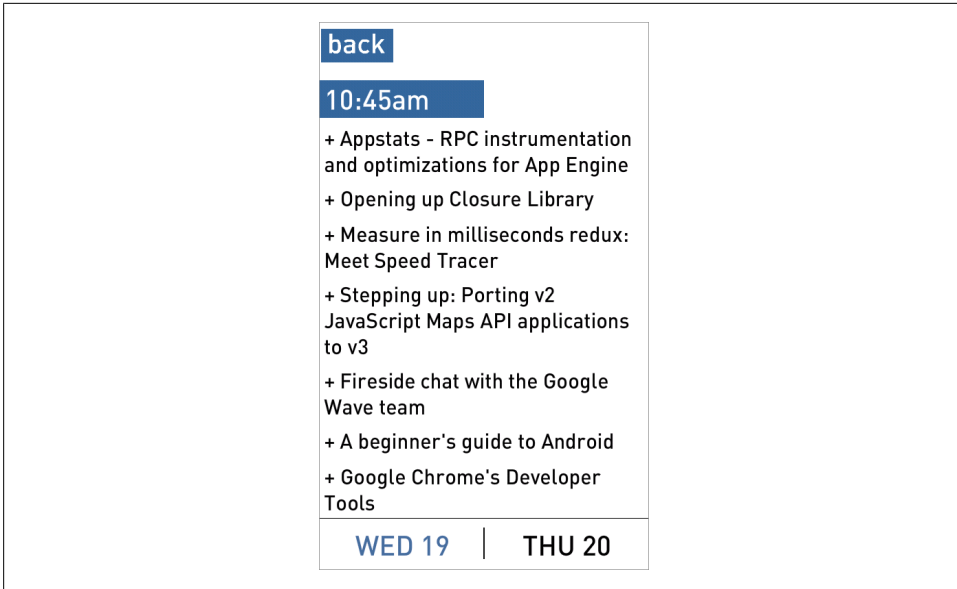 back
10:45am
+ Appstats - RPC instrumentation
and optimizations for App Engine
+ Opening up Closure Library
+ Measure in milliseconds redux:
Meet Speed Tracer
+ Stepping up: Porting v2
JavaScript Maps API applications
to v3
+ Fireside chat with the Google
Wave team
+ A beginner's guide to Android
+ Google Chrome's Developer
Tools
WED 19 | THU 20